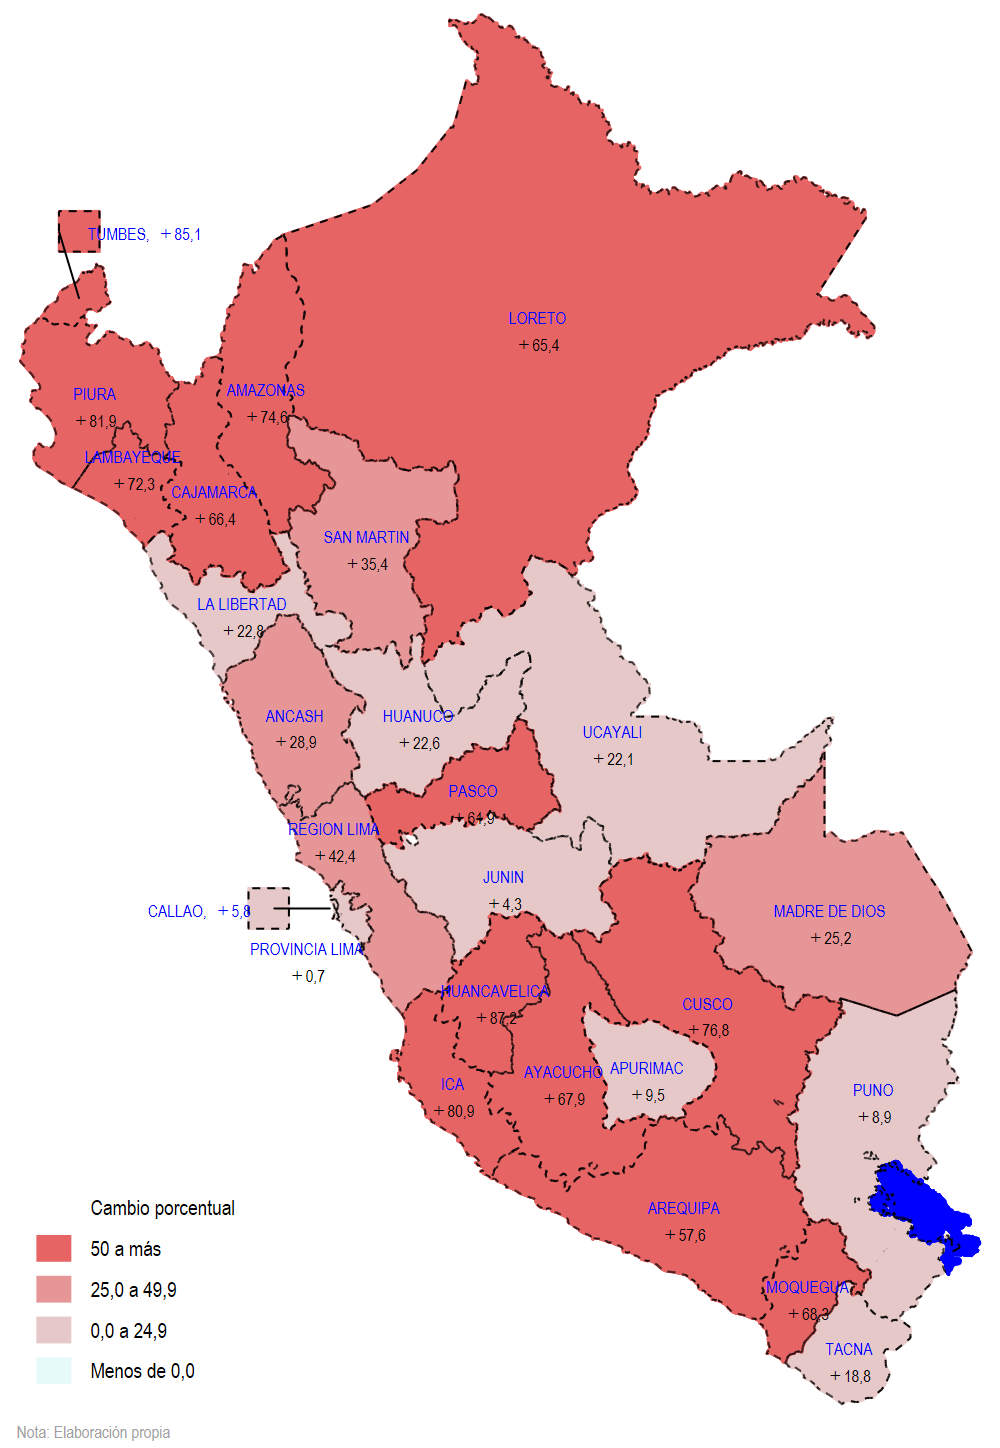 TUMBES, +85,1
LORETO
+65,4
PIURA
+81,9
AMAZONAS
+74,6
LAMBAYEQUE
+72,3
CAJAMARCA
+66,4
SAN MARTIN
+35,4
LA LIBERTAD
+22,8
ANCASH
+28,9
HUANUCO
+22,6
UCAYALI
+22,1
PASCO
+64,9
REGION LIMA
+42,4
JUNIN
+4,3
CALLAO, +5,8
MADRE DE DIOS
+25,2
PROVINCIA LIMA
+0,7
HUANCAVELICA
+87,2
CUSCO
+76,8
ICA
+80,9
AYACUCHO
+67,9
APURIMAC
+9,5
PUNO
+8,9
AREQUIPA
+57,6
MOQUEGUA
+68,3
TACNA
+18,8
Cambio porcentual
50 a más
25,0 a 49,9
0,0 a 24,9
Menos de 0,0
Nota: Elaboración propia